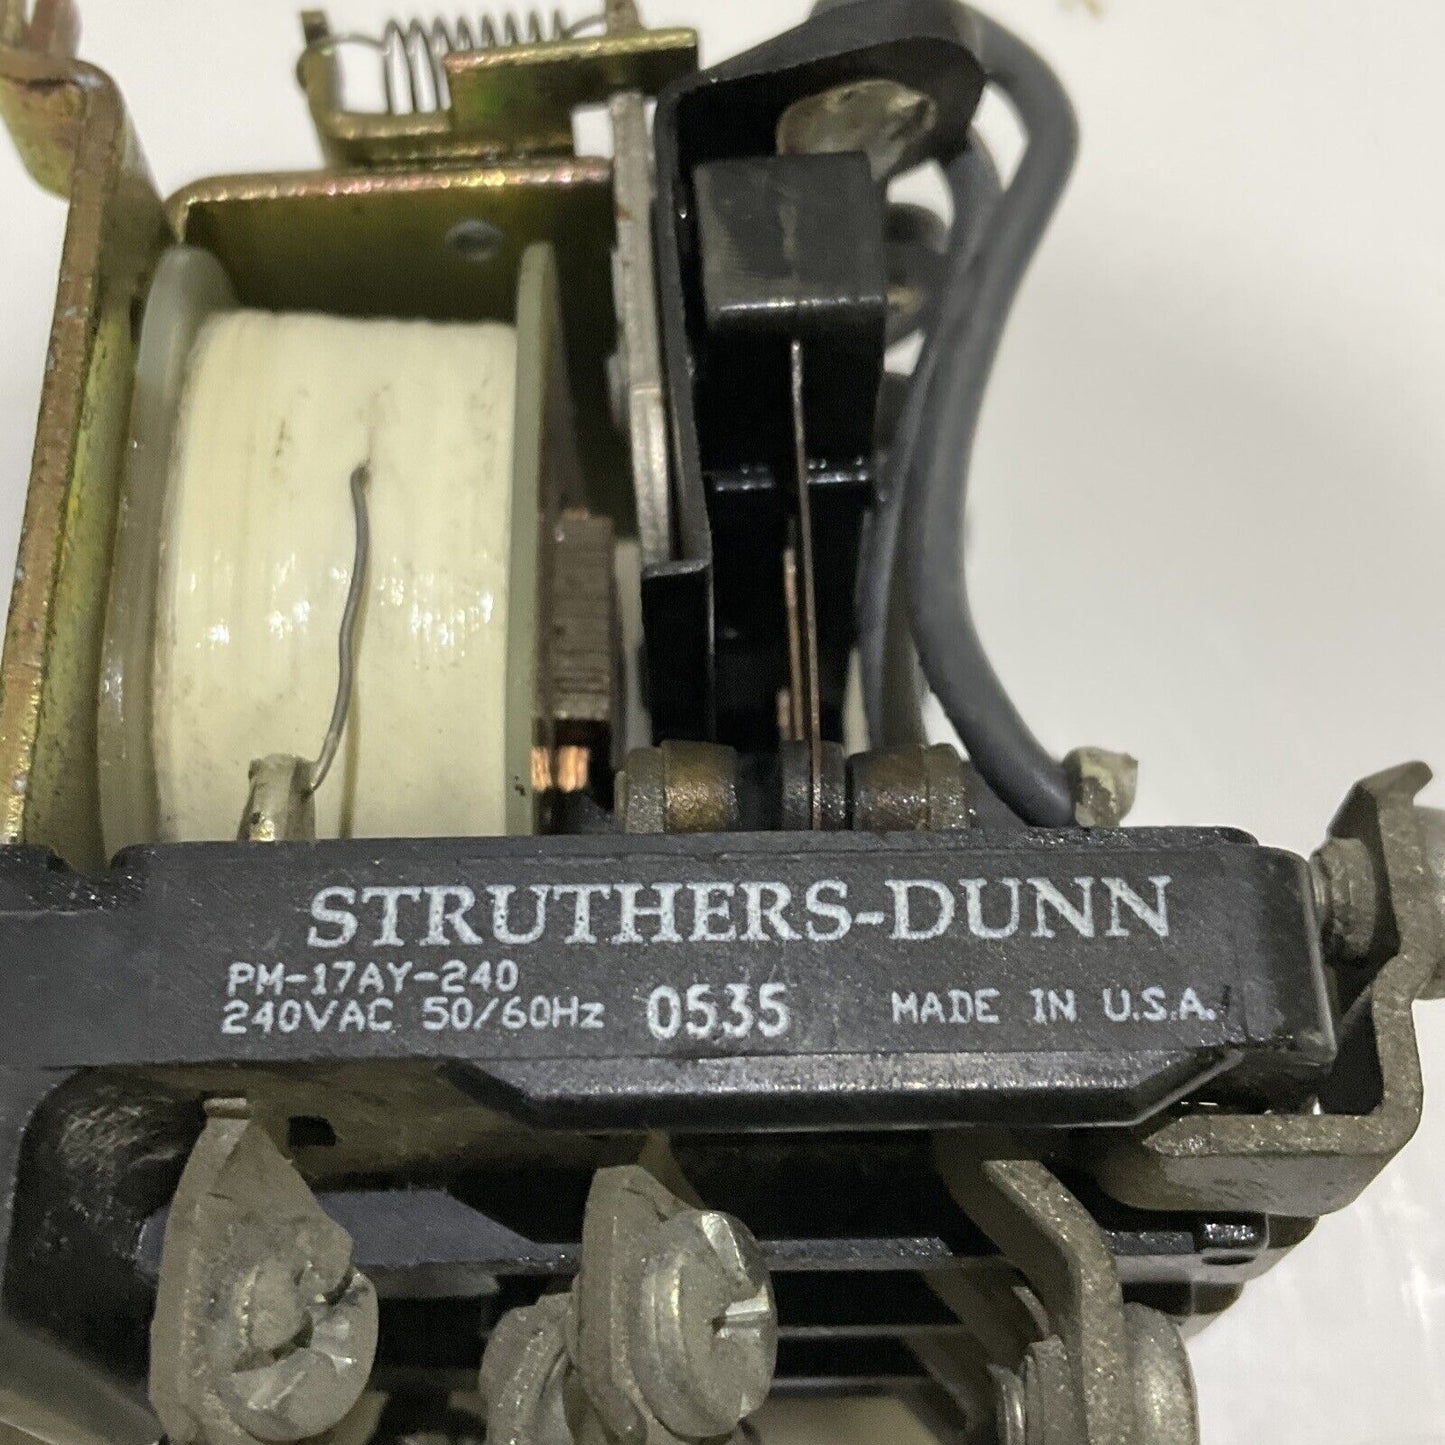 STRUTHERS-DUNN
PM-17AY-240
240VAC 50/60Hz 0535 MADE IN U.S.A.